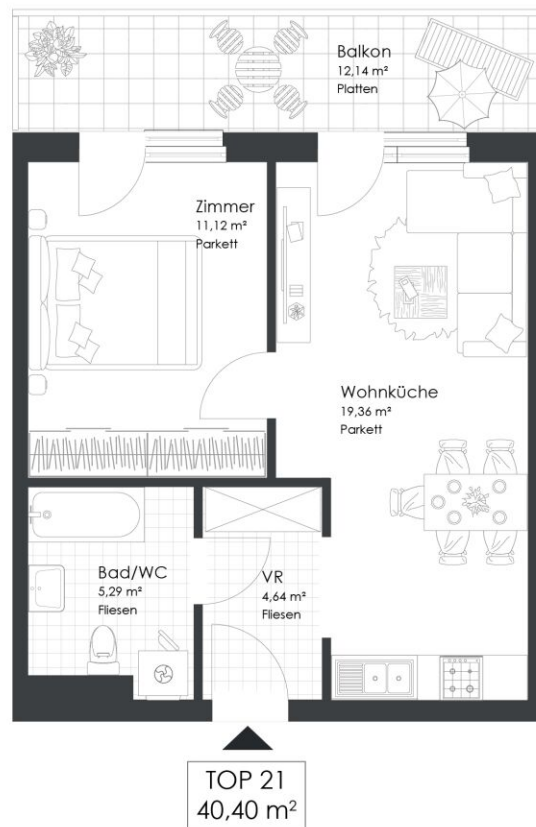 Balkon
12,14 m²
Platten
Zimmer
11,12 m²
Parkett
Wohnküche
19,36 m²
Parkett
Bad/WC
5,29 m²
Fliesen
VR
4,64 m²
Fliesen
TOP 21
40,40 m²